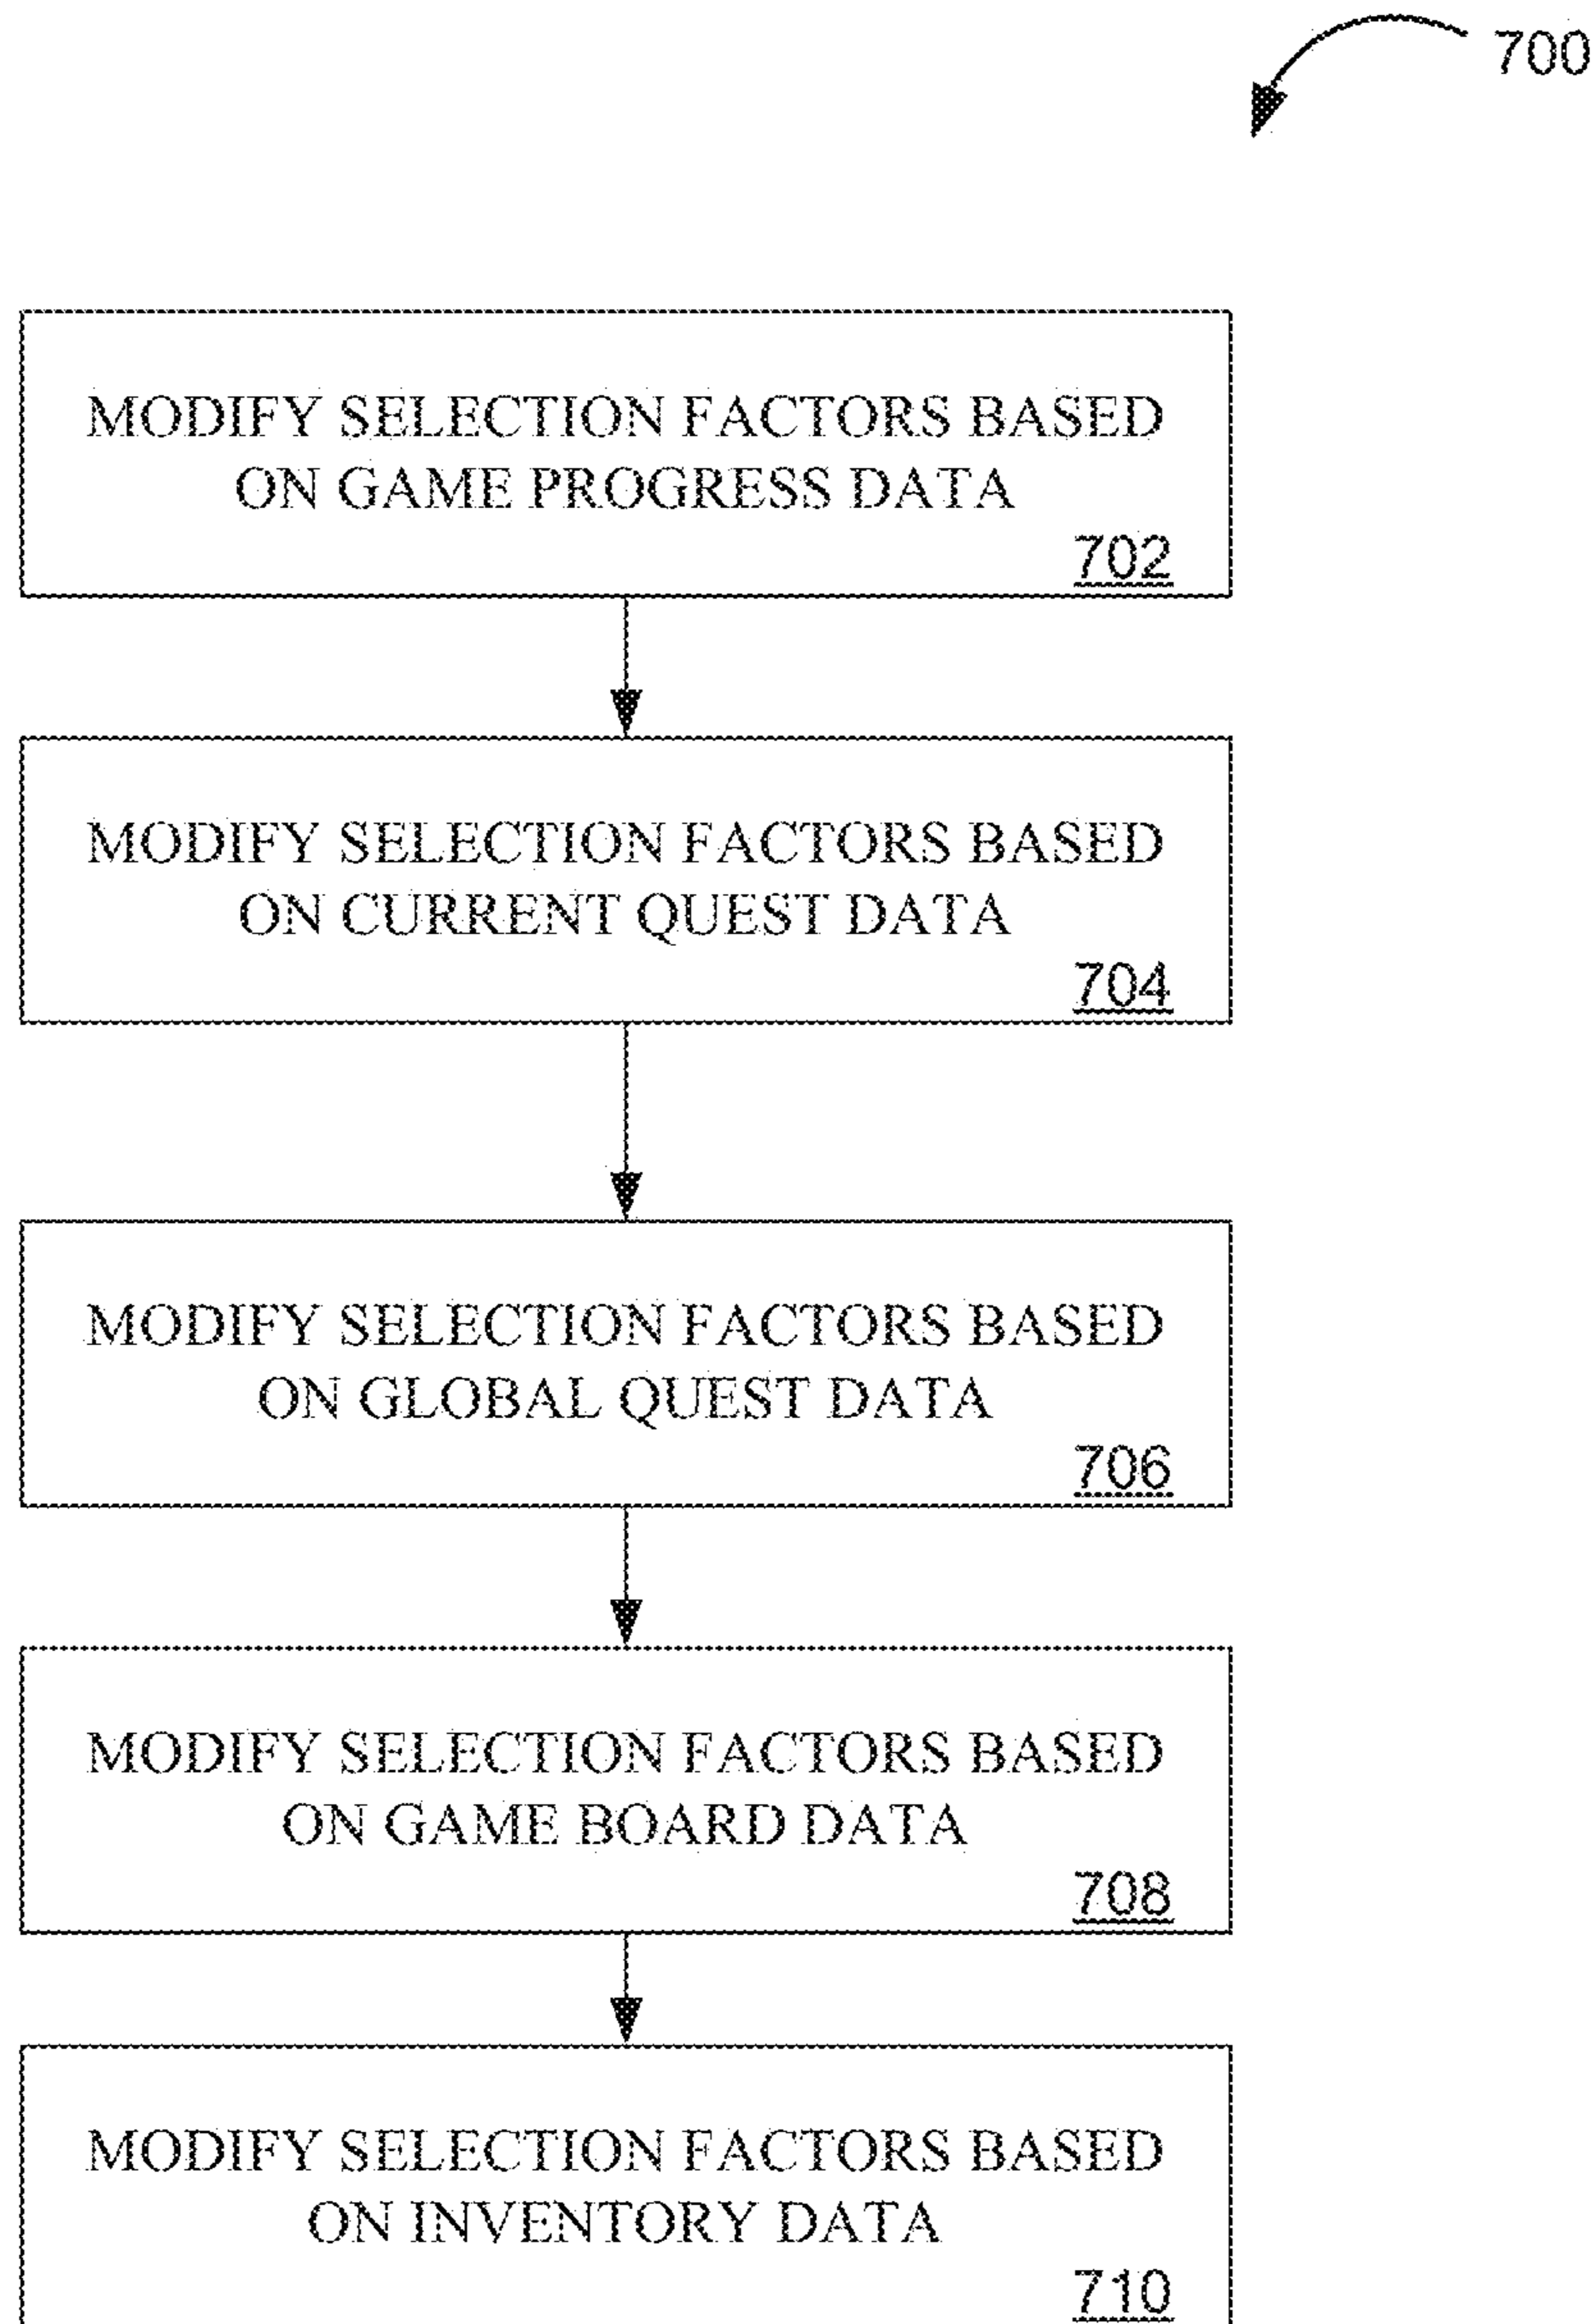 700
MODIFY SELECTION FACTORS BASED
ON GAME PROGRESS DATA
702
MODIFY SELECTION FACTORS BASED
ON CURRENT QUEST DATA
704
MODIFY SELECTION FACTORS BASED
ON GLOBAL QUEST DATA
706
MODIFY SELECTION FACTORS BASED
ON GAME BOARD DATA
708
MODIFY SELECTION FACTORS BASED
ON INVENTORY DATA
710